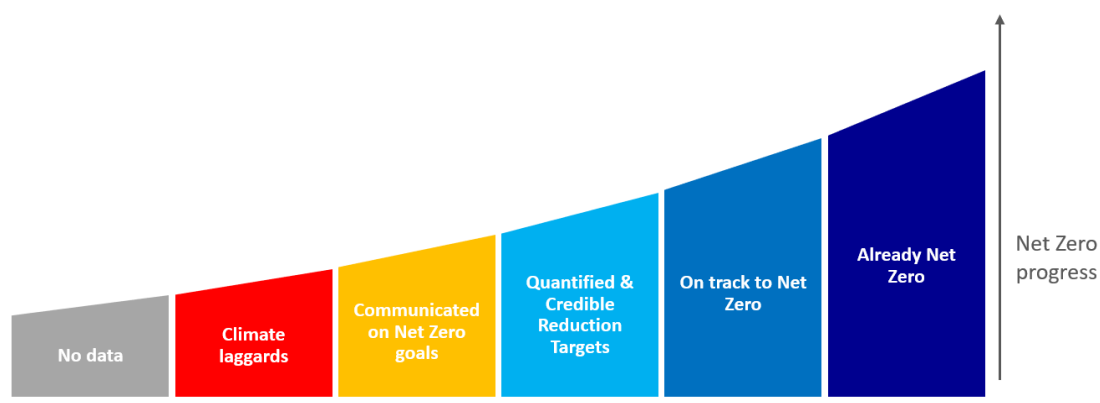 No data
Climate
laggards
Communicated
on Net Zero
goals
Quantified &
Credible
Reduction
Targets
On track to Net
Zero
Already Net
Zero
Net Zero
progress